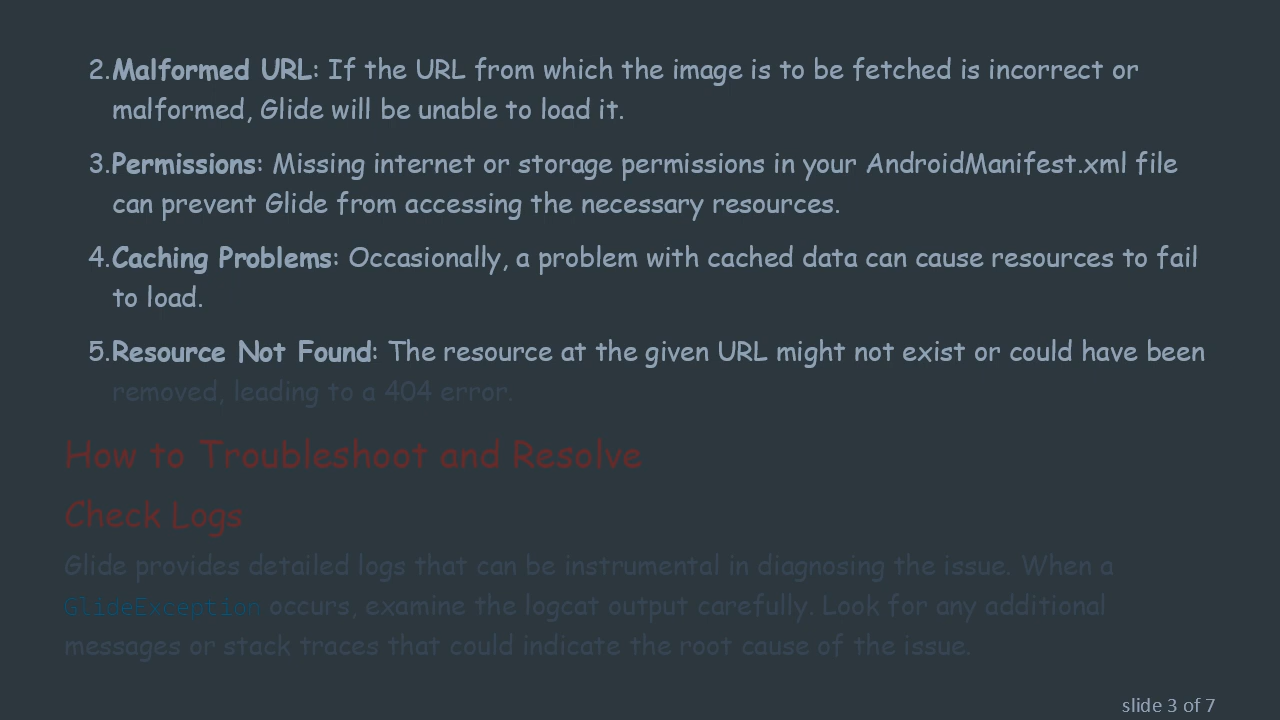 2. Malformed URL: If the URL from which the image is to be fetched is incorrect or
malformed, Glide will be unable to load it.
3. Permissions: Missing internet or storage permissions in your AndroidManifest.xml file
can prevent Glide from accessing the necessary resources.
4. Caching Problems: Occasionally, a problem with cached data can cause resources to fail
to load.
5. Resource Not Found: The resource at the given URL might not exist or could have been
removed, leading to a 404 error.
How to Troubleshoot and Resolve
Check Logs
Glide provides detailed logs that can be instrumental in diagnosing the issue. When a
GlideException occurs, examine the logcat output carefully. Look for any additional
messages or stack traces that could indicate the root cause of the issue.
slide 3 of 7